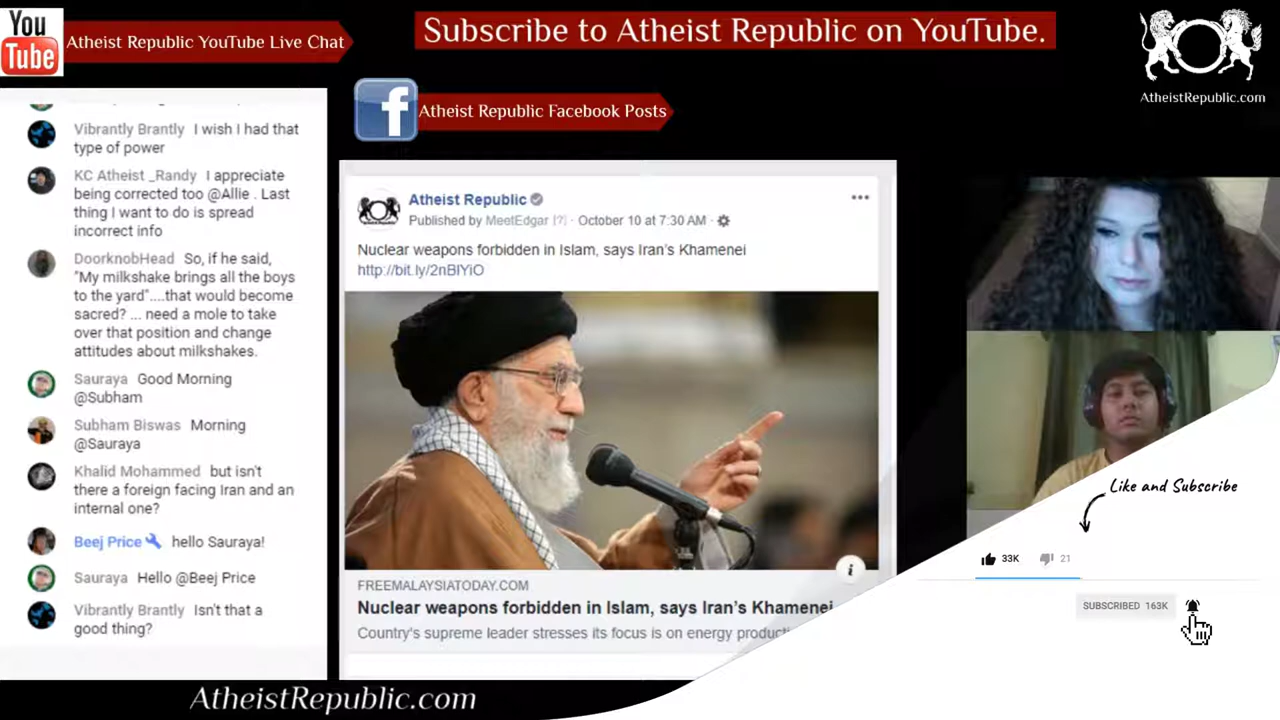 You
Tube
Atheist Republic YouTube Live Chat
Subscribe to Atheist Republic on YouTube.
AtheistRepublic.com
f
Atheist Republic Facebook Posts
Vibrantly Brantly I wish I had that
type of power
KC Atheist _Randy I appreciate
being corrected too @Allie . Last
thing I want to do is spread
incorrect info
DoorknobHead So, if he said,
"My milkshake brings all the boys
to the yard"....that would become
sacred? ... need a mole to take
over that position and change
attitudes about milkshakes.
Sauraya Good Morning
@Subham
Subham Biswas Morning
@Sauraya
Khalid Mohammed but isn't
there a foreign facing Iran and an
internal one?
Beej Price hello Sauraya!
Sauraya Hello @Beej Price
Vibrantly Brantly Isn't that a
good thing?
Atheist Republic
Published by MeetEdgar [?] · October 10 at 7:30 AM ·
Nuclear weapons forbidden in Islam, says Iran's Khamenei
http://bit.ly/2nBlYiO
i
FREEMALAYSIATODAY.COM
Nuclear weapons forbidden in Islam, says Iran's Khamenei
Country's supreme leader stresses its focus is on energy producti
Like and Subscribe
33K 21
SUBSCRIBED 163K
AtheistRepublic.com